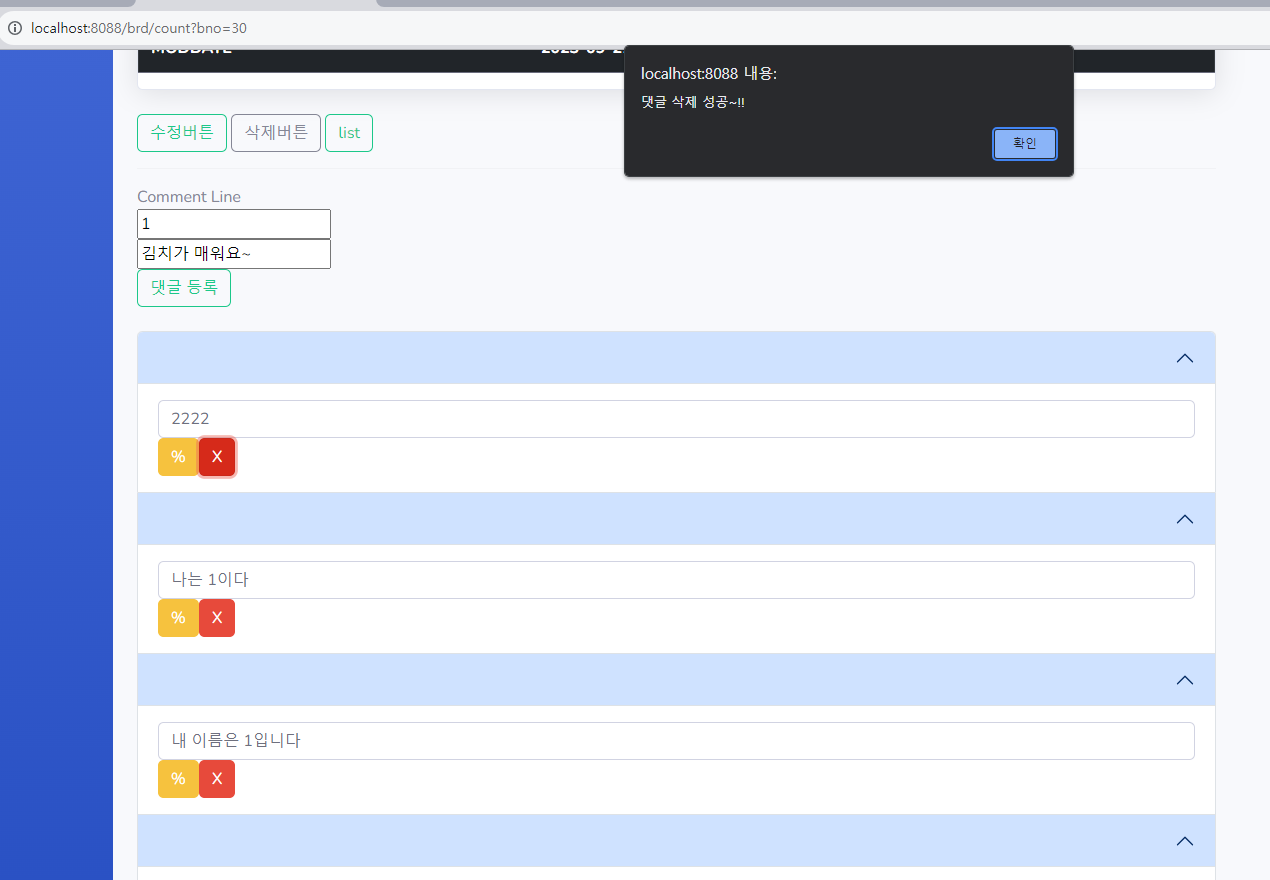 localhost:8088/brd/count?bno=30
MODDATE
localhost:8088 내용:
댓글 삭제 성공~!!
확인
수정버튼 삭제버튼 list
Comment Line
1
김치가 매워요~
댓글 등록
2222
% X
나는 1이다
% X
내 이름은 1입니다
% X